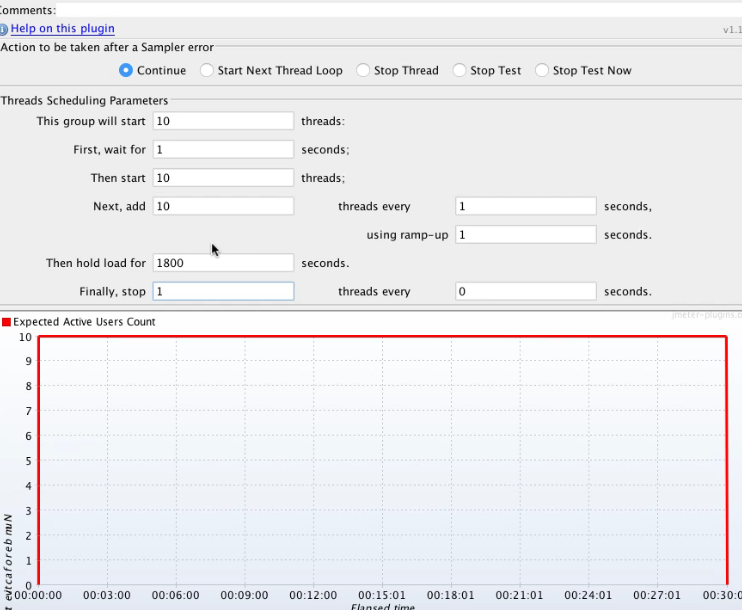 Comments:
Help on this plugin v1.1
Action to be taken after a Sampler error
Continue Start Next Thread Loop Stop Thread Stop Test Stop Test Now
Threads Scheduling Parameters
This group will start 10 threads:
First, wait for 1 seconds;
Then start 10 threads;
Next, add 10 threads every 1 seconds,
using ramp-up 1 seconds.
Then hold load for 1800 seconds.
Finally, stop 1 threads every 0 seconds.
jmeter-plugins.o
Expected Active Users Count
10
9
8
7
6
5
4
3
2
1
0
00:00:00 00:03:00 00:06:00 00:09:00 00:12:00 00:15:01 00:18:01 00:21:01 00:24:01 00:27:01 00:30:0
Elapsed time